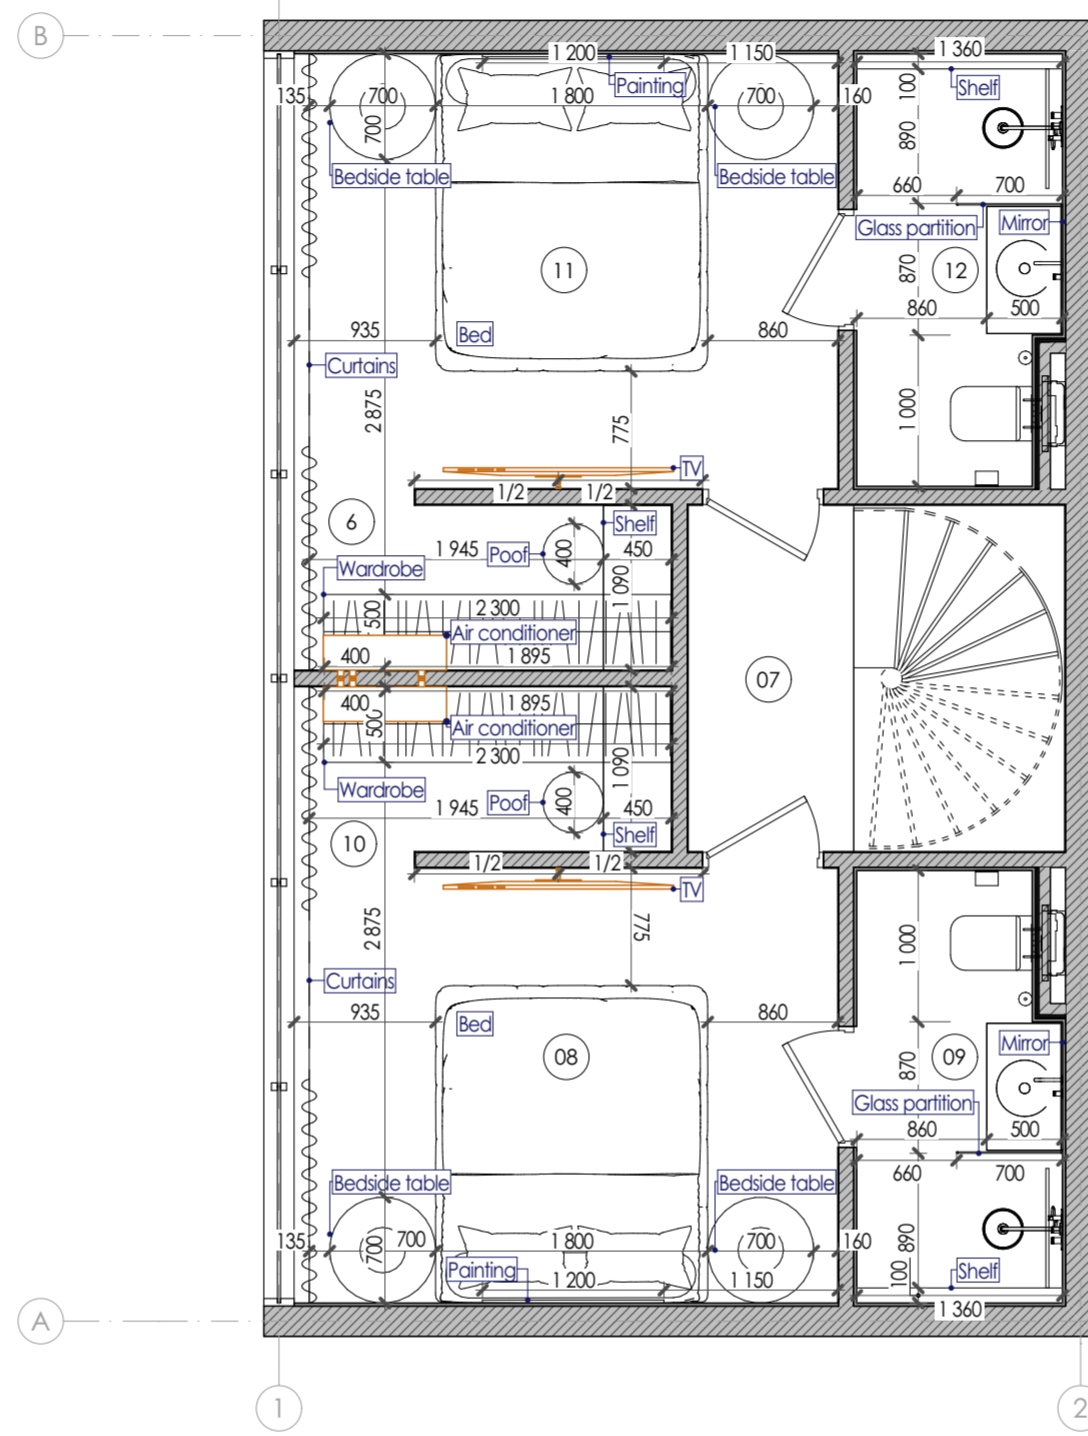 B
1 200
1 150
1 360
Painting
Shelf
100
135
700
1 800
700
160
700
890
Bedside table
Bedside table
660
700
Glass partition
Mirror
11
12
870
935
Bed
860
860
500
Curtains
2 875
775
1 000
TV
1/2
1/2
6
Shelf
1 945
Poof
400
450
Wardrobe
1 090
500
2 300
Air conditioner
400
1 895
07
400
500
1 895
Air conditioner
2 300
1 090
Wardrobe
Poof
400
1 945
450
Shelf
10
1/2
1/2
TV
2 875
775
1 000
Curtains
935
Bed
860
08
09
Mirror
870
Glass partition
860
500
Bedside table
Bedside table
660
700
135
700
700
1 800
700
160
890
Painting
1 200
1 150
100
Shelf
1 360
A
1
2